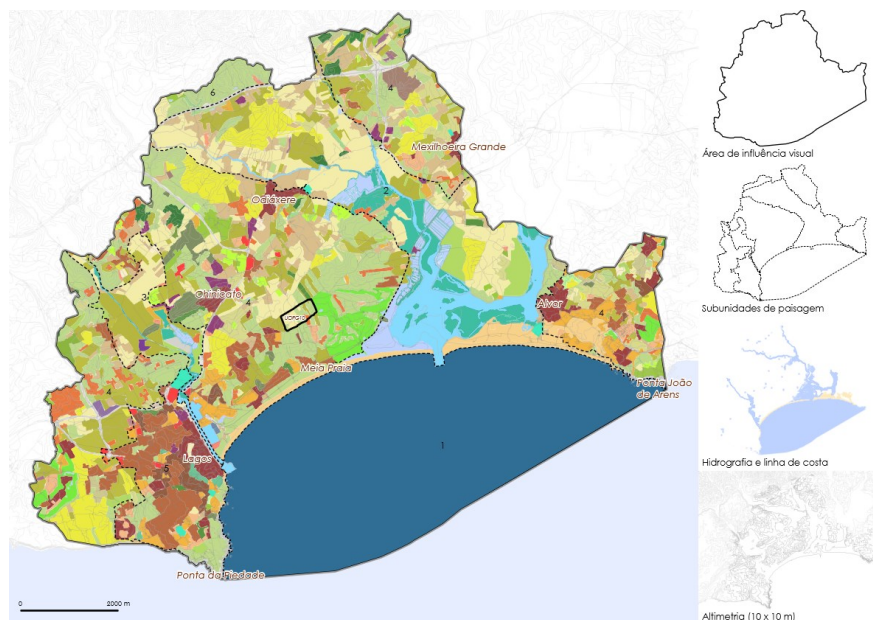 6
4
Mexilhoeira Grande
Odiáxere
2
3
Chinicato
Alvor
4
Meia Praia
Ponta João
de Arens
4
1
5
Lagos
Ponta da Piedade
0
2000 m
Área de influência visual
Subunidades de paisagem
Hidrografia e linha de costa
Altimetria (10 x 10 m)